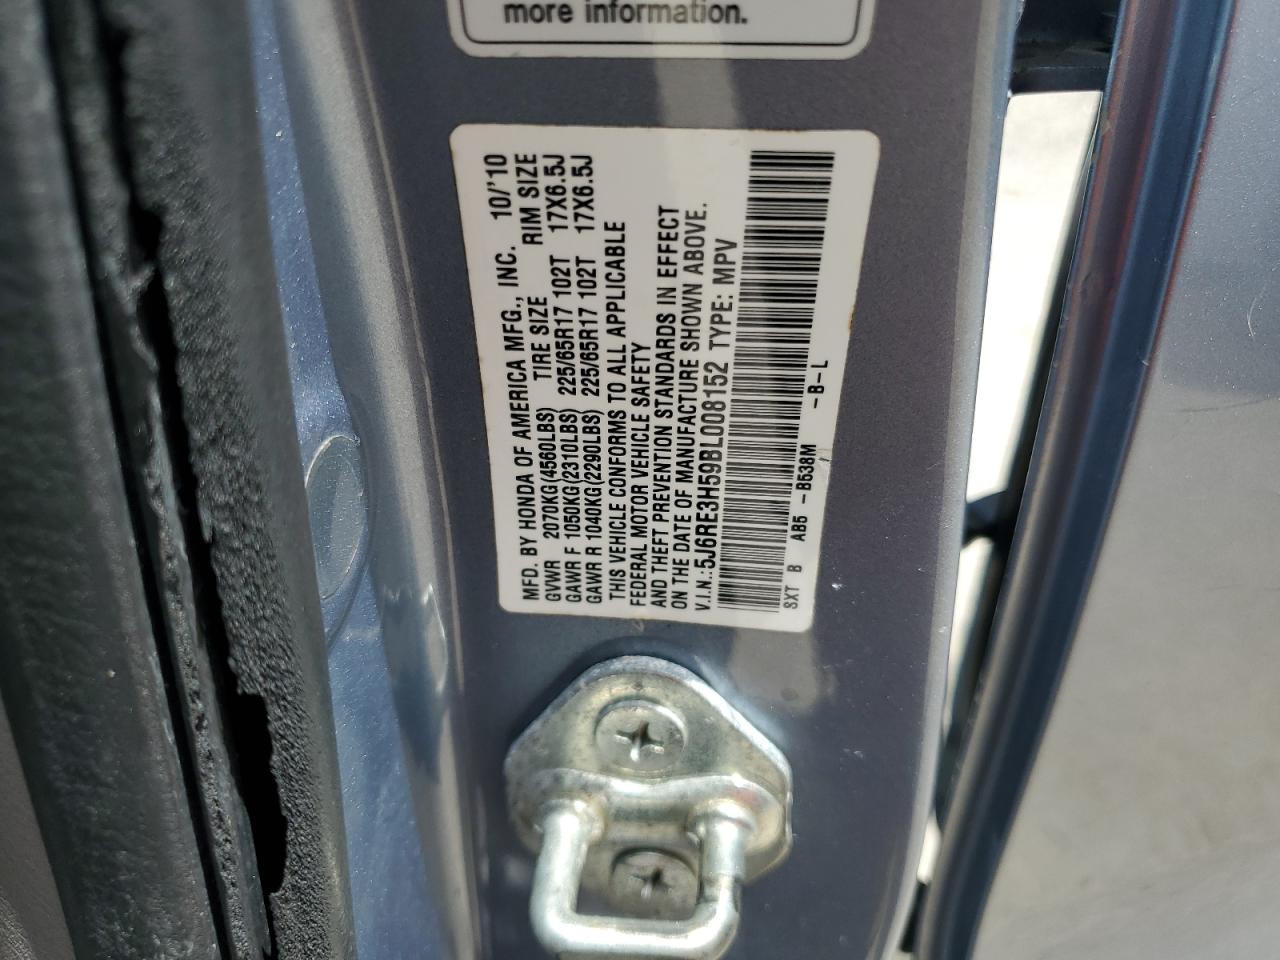 more information.
MFD. BY HONDA OF AMERICA MFG., INC. 10/'10
GVWR 2070KG(4560LBS) TIRE SIZE RIM SIZE
GAWR F 1050KG(2310LBS) 225/65R17 102T 17X6.5J
GAWR R 1040KG(2290LBS) 225/65R17 102T 17X6.5J
THIS VEHICLE CONFORMS TO ALL APPLICABLE
FEDERAL MOTOR VEHICLE SAFETY
AND THEFT PREVENTION STANDARDS IN EFFECT
ON THE DATE OF MANUFACTURE SHOWN ABOVE.
V.I.N.:5J6RE3H59BL008152 TYPE: MPV
SXT B AB5 -B538M -B-L